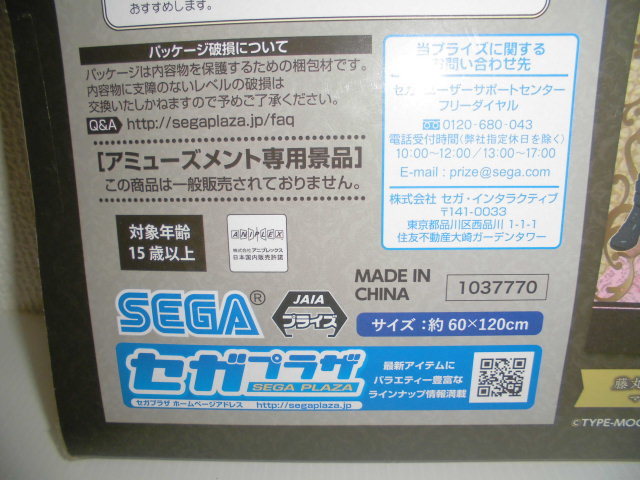 おすすめします。
パッケージ破損について
パッケージは内容物を保護するための梱包材です。
内容物に支障のないレベルの破損は
交換いたしかねますので予めご了承ください。
Q&A http://segaplaza.jp/faq
[アミューズメント専用景品]
この商品は一般販売されておりません。
対象年齢
15歳以上
ANIPLEX
株式会社アニプレックス
日本国内販売許諾
当プライズに関する
お問い合わせ先
セガ ユーザーサポートセンター
フリーダイヤル
0120-680-043
電話受付時間(弊社指定休日を除く)
10:00~12:00/13:00~17:00
E-mail : prize@sega.com
株式会社 セガ・インタラクティブ
〒141-0033
東京都品川区西品川 1-1-1
住友不動産大崎ガーデンタワー
MADE IN
CHINA
1037770
SEGA®
JAIA
プライズ
サイズ:約60×120cm
セガプラザ
SEGA PLAZA
セガプラザ ホームページアドレス http://segaplaza.jp
最新アイテムに
バラエティー豊富な
ラインナップ情報満載
藤丸
©TYPE-MOO